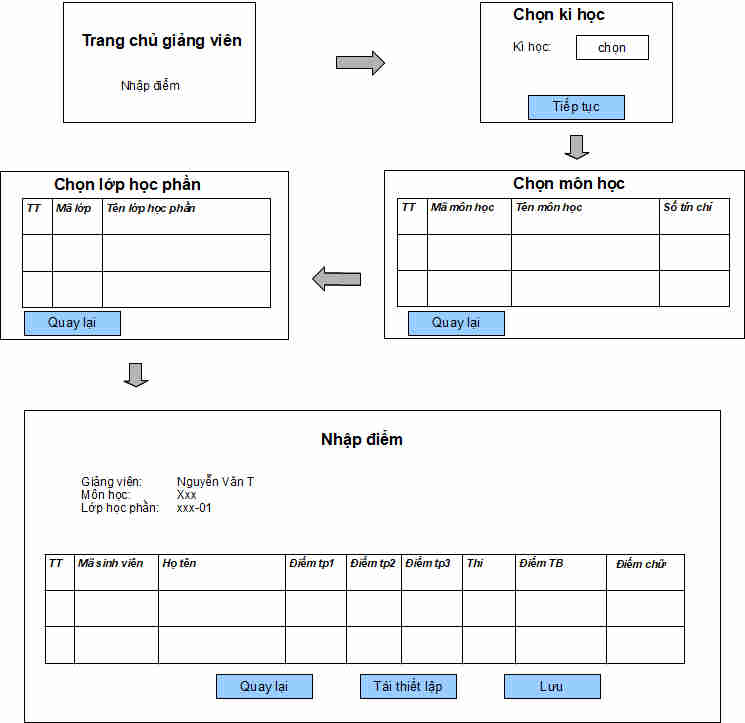 Trang chủ giảng viên
Nhập điểm
Chọn kì học
Kì học: chọn
Tiếp tục
Chọn môn học
TT Mã môn học Tên môn học Số tín chỉ
Quay lại
Chọn lớp học phần
TT Mã lớp Tên lớp học phần
Quay lại
Nhập điểm
Giảng viên: Nguyễn Văn T
Môn học: Xxx
Lớp học phần: xxx-01
TT Mã sinh viên Họ tên Điểm tp1 Điểm tp2 Điểm tp3 Thi Điểm TB Điểm chữ
Quay lại Tái thiết lập Lưu